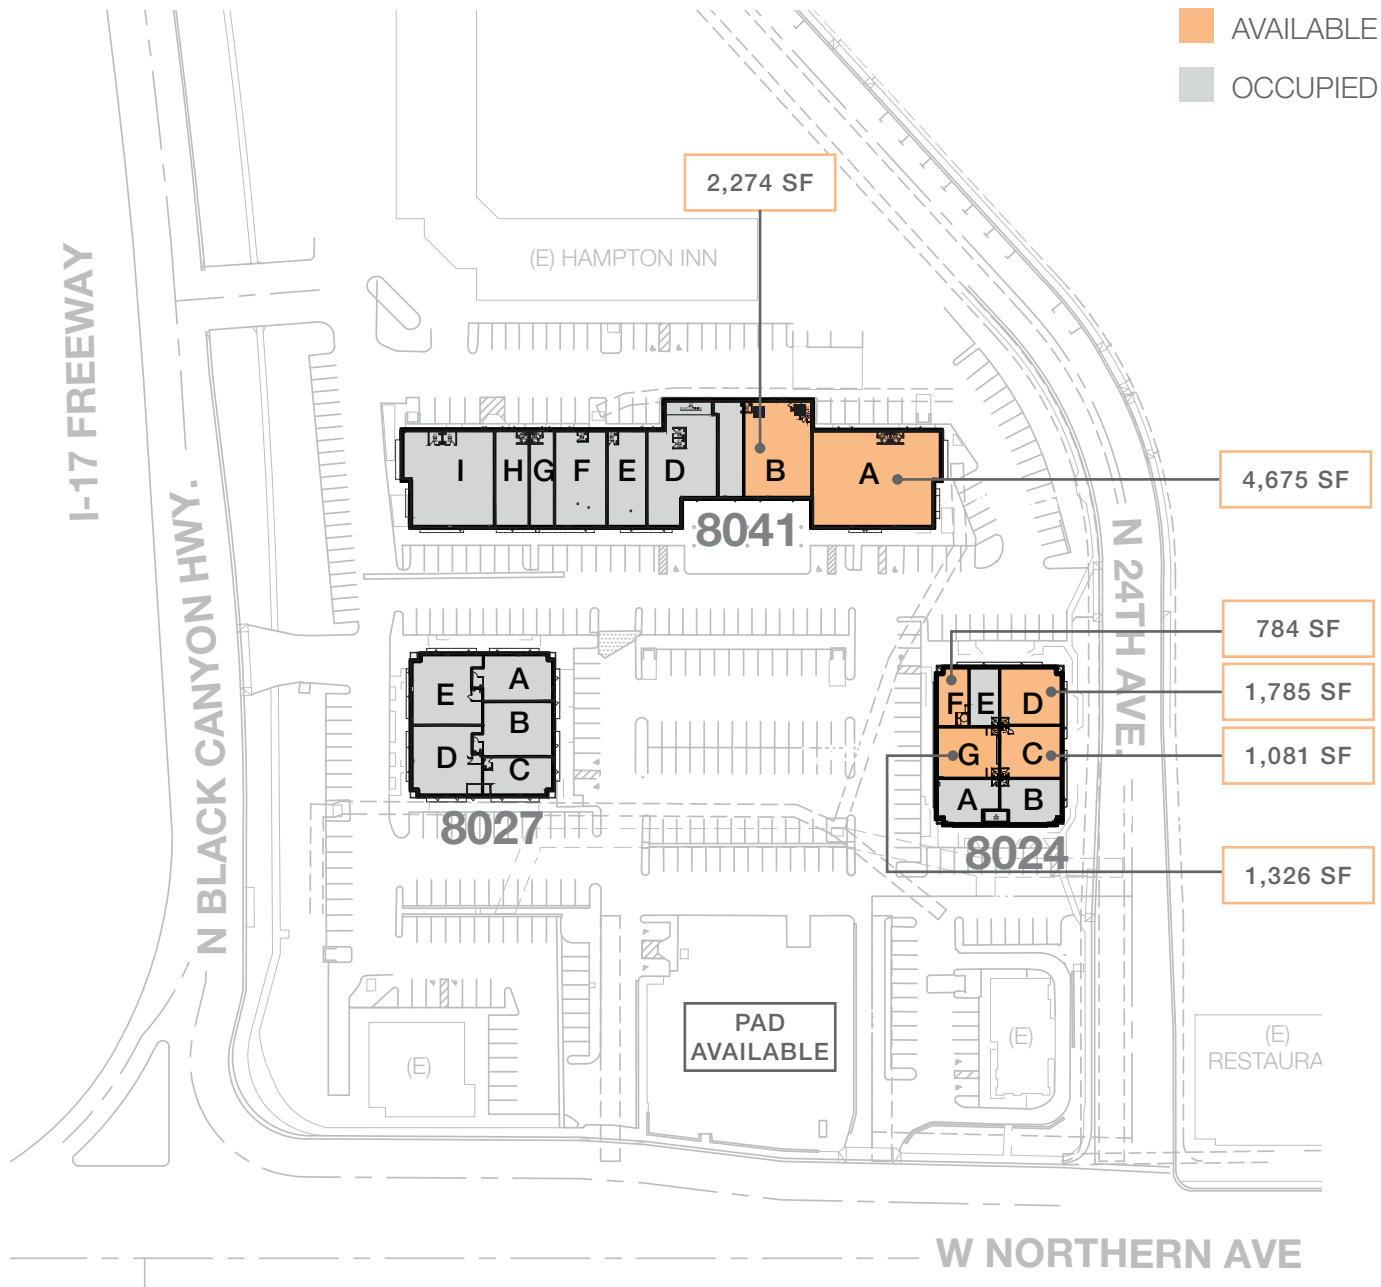 AVAILABLE
OCCUPIED
2,274 SF
(E) HAMPTON INN
I-17 FREEWAY
N BLACK CANYON HWY.
I
H
G
F
E
D
B
A
4,675 SF
8041
N 24TH AVE.
784 SF
1,785 SF
1,081 SF
1,326 SF
E
A
B
D
C
8027
F
E
D
G
C
A
B
8024
PAD
AVAILABLE
(E)
(E)
(E)
RESTAURA
W NORTHERN AVE